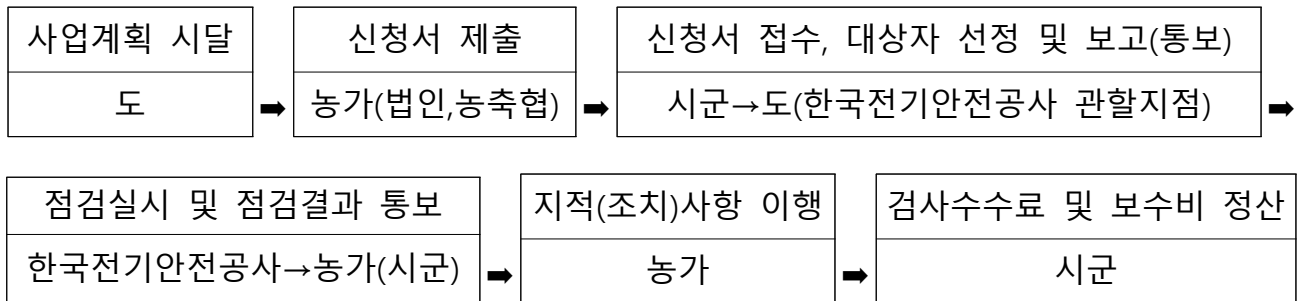 사업계획 시달
도
➡
신청서 제출
농가(법인,농축협)
➡
신청서 접수, 대상자 선정 및 보고(통보)
시군→도(한국전기안전공사 관할지점)
➡
점검실시 및 점검결과 통보
한국전기안전공사→농가(시군)
➡
지적(조치)사항 이행
농가
➡
검사수수료 및 보수비 정산
시군